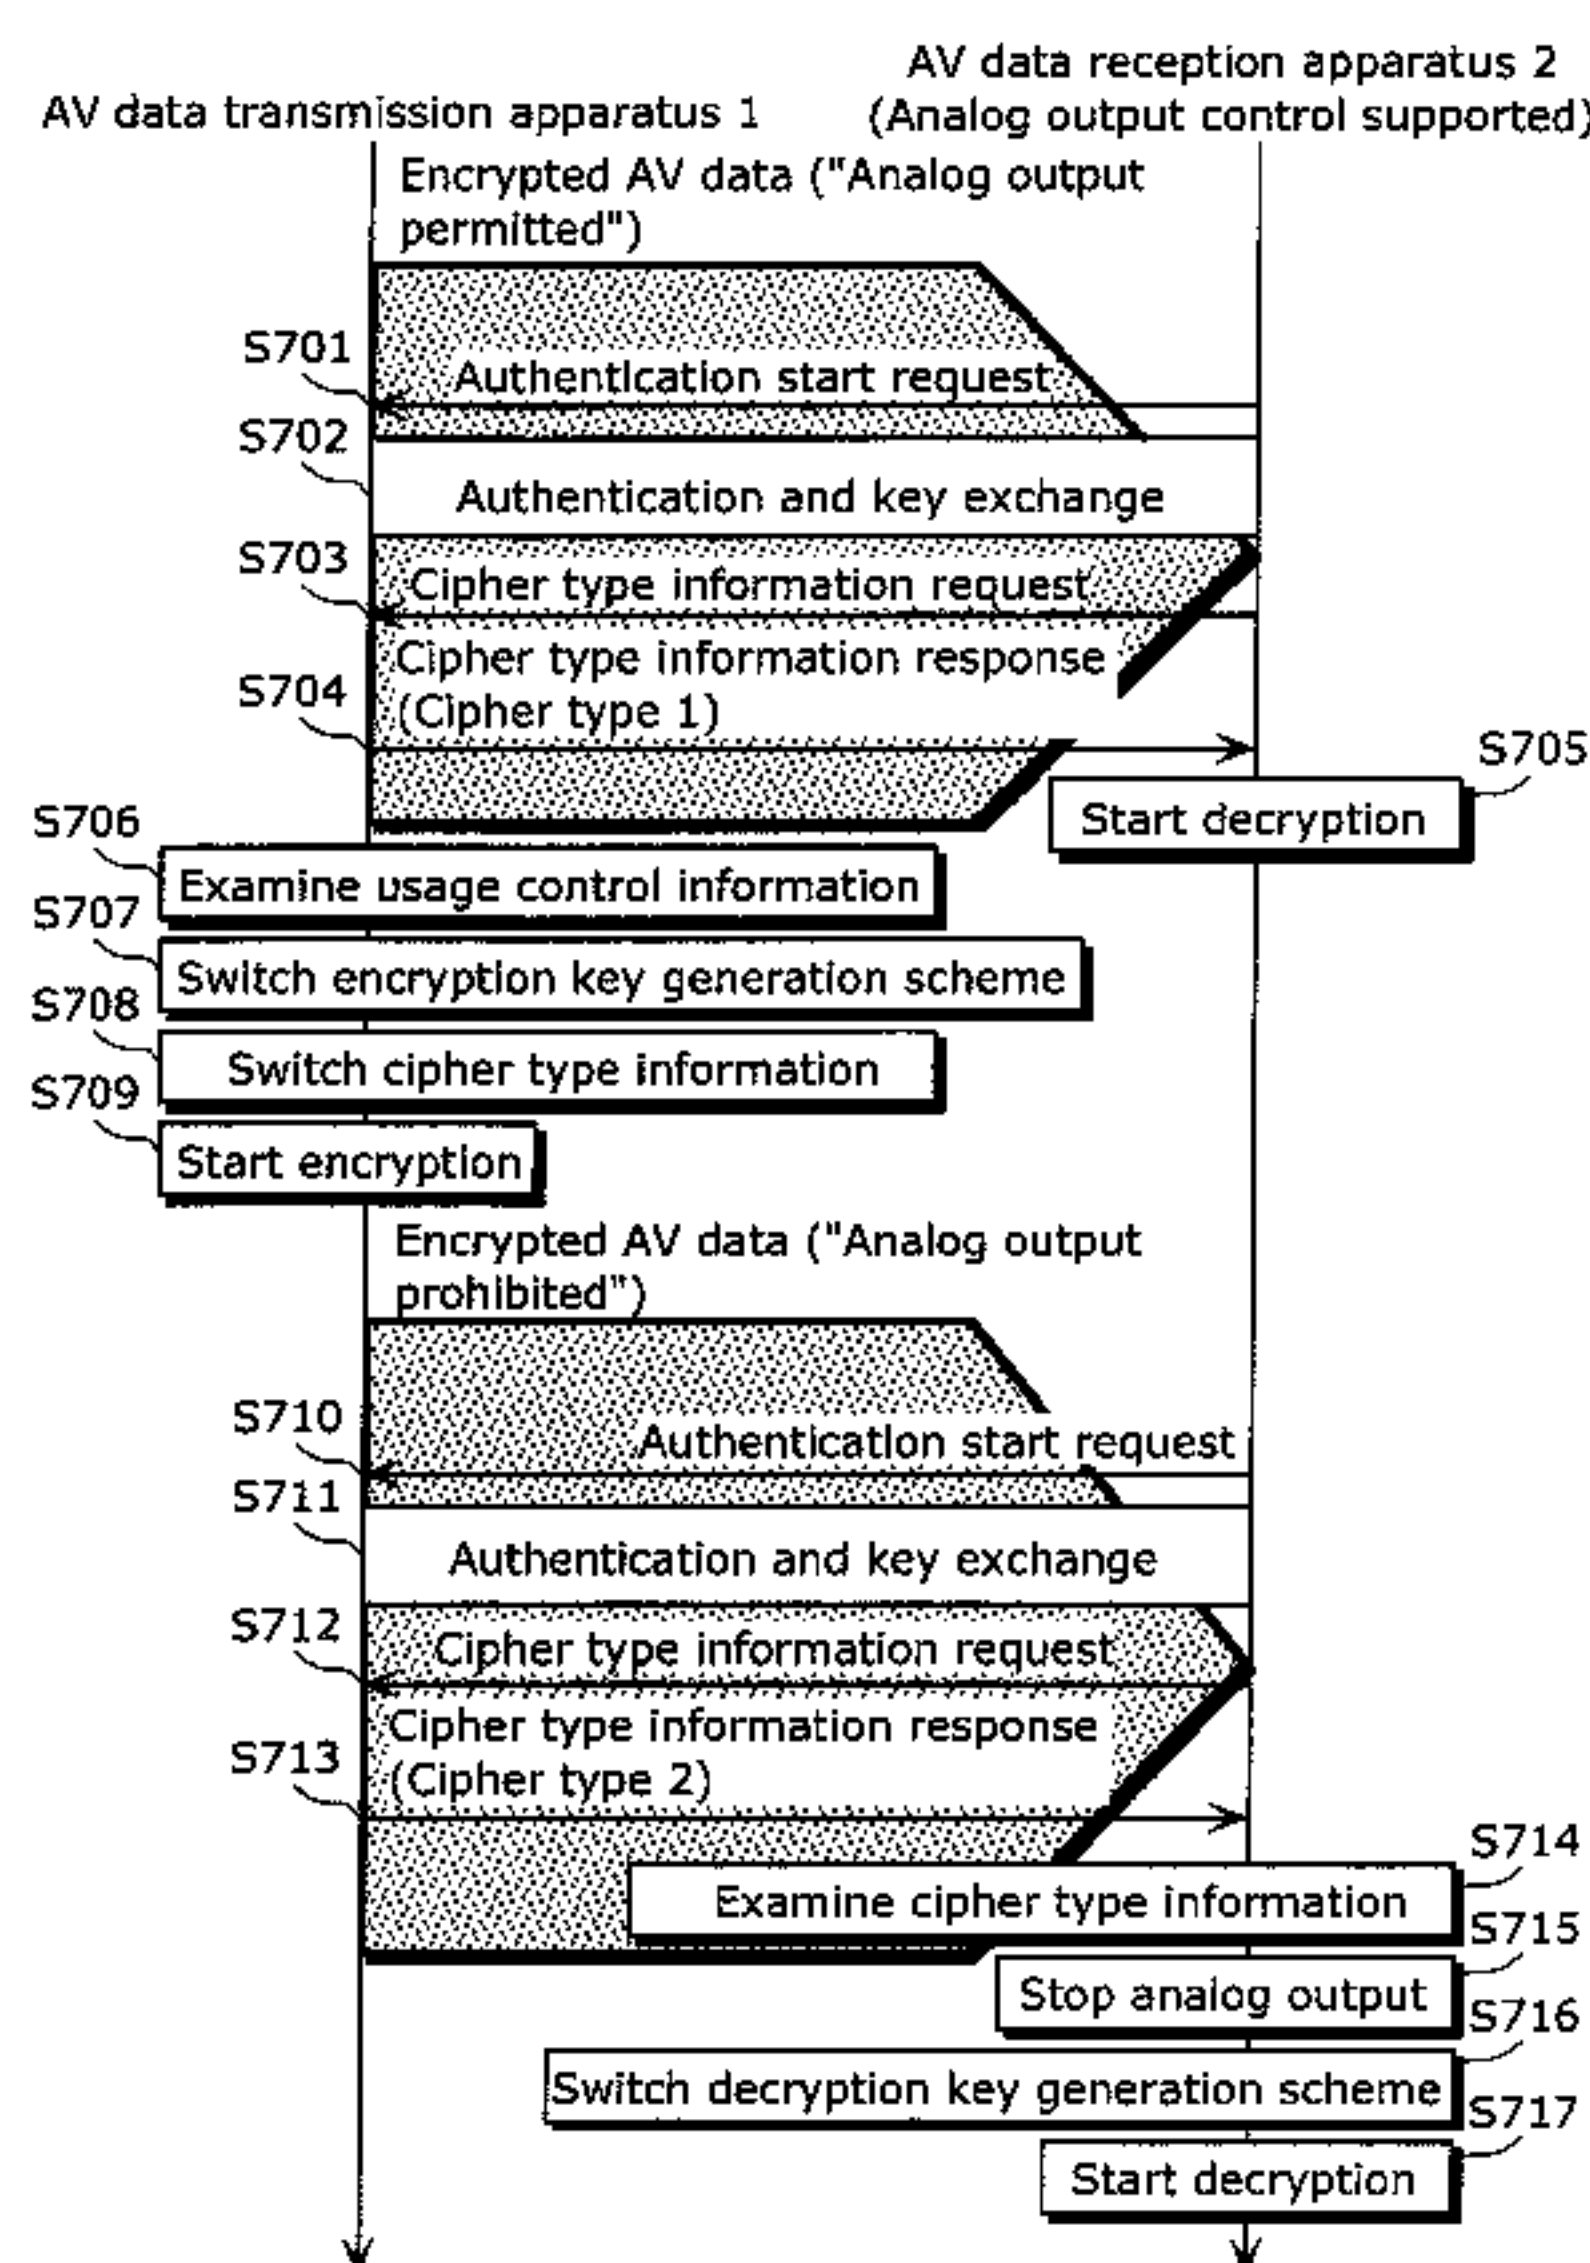 AV data reception apparatus 2
AV data transmission apparatus 1
(Analog output control supported)
Encrypted AV data ("Analog output
permitted")
S701
Authentication start request
S702
Authentication and key exchange
S703
Cipher type information request
Cipher type information response
S704
(Cipher type 1)
S705
Start decryption
S706
Examine usage control information
S707
Switch encryption key generation scheme
S708
Switch cipher type information
S709
Start encryption
Encrypted AV data ("Analog output
prohibited")
S710
Authentication start request
S711
Authentication and key exchange
S712
Cipher type information request
Cipher type information response
S713
(Cipher type 2)
S714
Examine cipher type information
S715
Stop analog output
S716
Switch decryption key generation scheme
S717
Start decryption